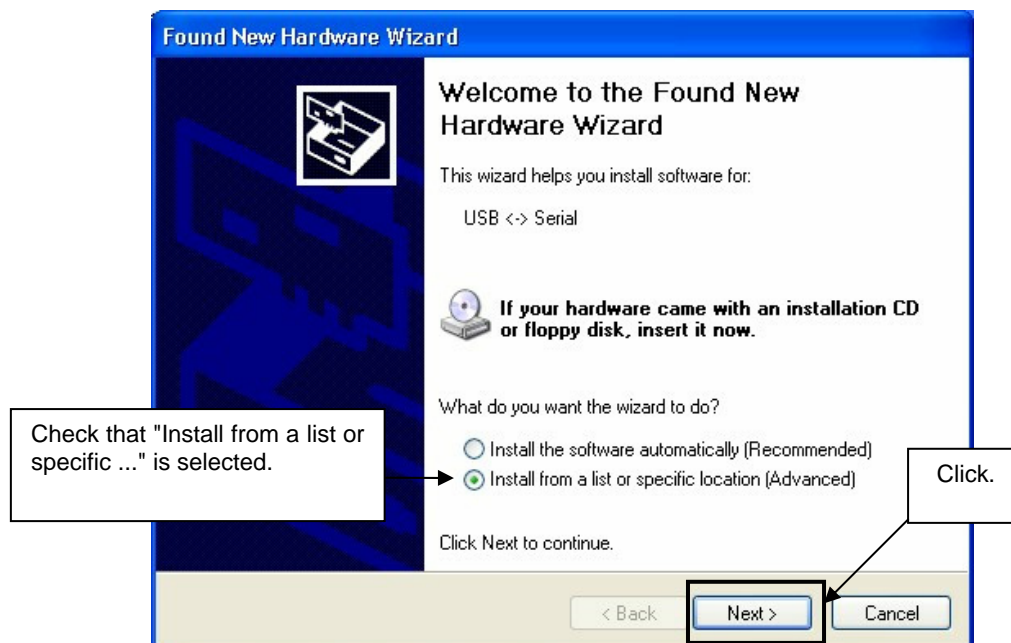 Found New Hardware Wizard
Welcome to the Found New
Hardware Wizard
This wizard helps you install software for:
USB <-> Serial
If your hardware came with an installation CD
or floppy disk, insert it now.
What do you want the wizard to do?
Install the software automatically (Recommended)
Install from a list or specific location (Advanced)
Click Next to continue.
< Back
Next >
Cancel
Check that "Install from a list or
specific ..." is selected.
Click.